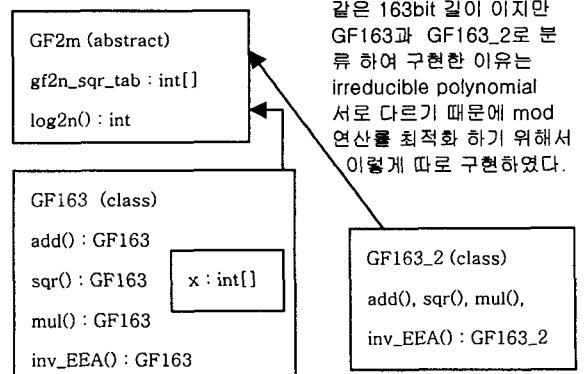 같은 163bit 길이 이지만
GF163과 GF163_2로 분
류 하여 구현한 이유는
irreducible polynomial
서로 다르기 때문에 mod
연산를 최적화 하기 위해서
이렇게 따로 구현하였다.
GF2m (abstract)
gf2n_sqr_tab : int[]
log2n() : int
GF163 (class)
add() : GF163
sqr() : GF163
x : int[]
mul() : GF163
inv_EEA() : GF163
GF163_2 (class)
add(), sqr(), mul(),
inv_EEA() : GF163_2